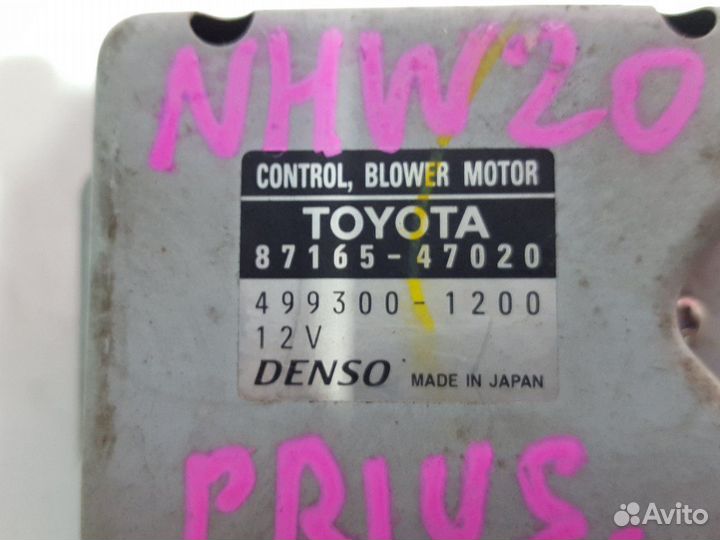 NHW20
CONTROL, BLOWER MOTOR
TOYOTA
87165-47020
499300-1200
12V
DENSO MADE IN JAPAN
PRIUS.
Avito